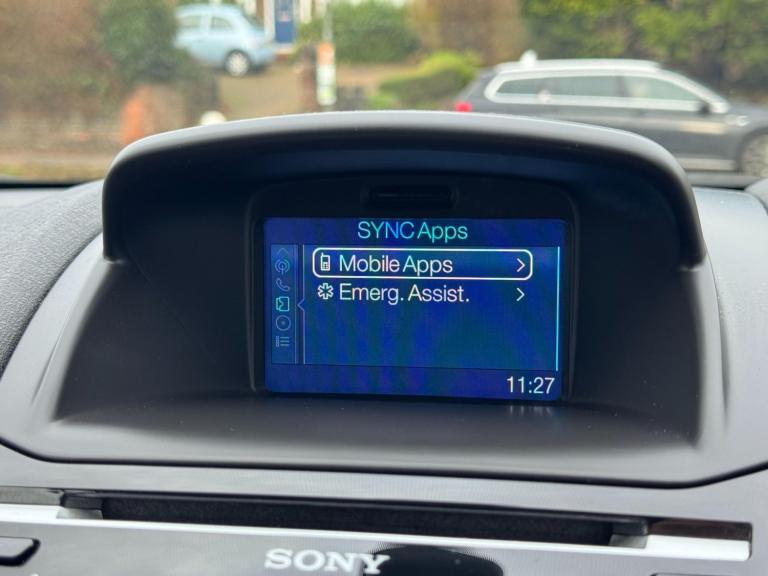 SYNC Apps
Mobile Apps
Emerg. Assist.
11:27
SONY